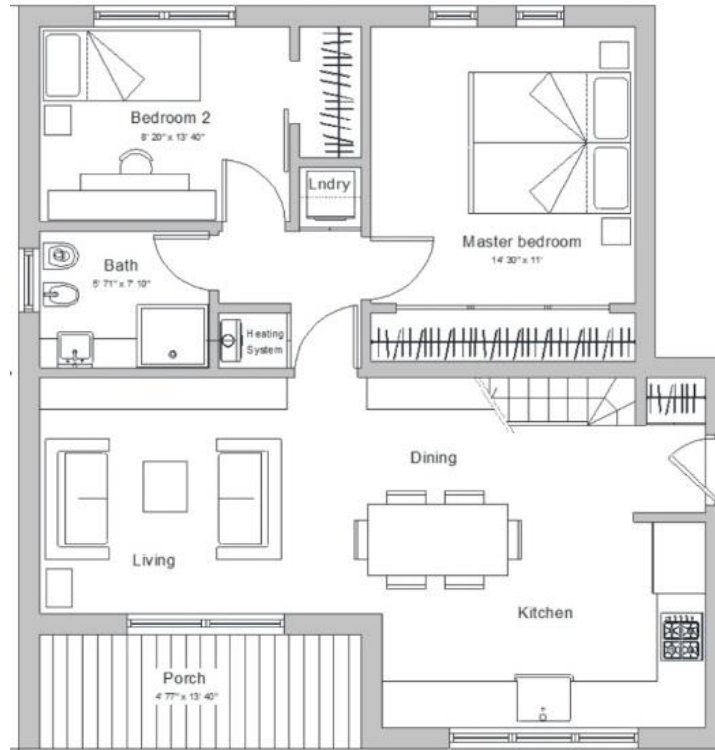 Bedroom 2
8' 20" x 13' 40"
Lndry
Master bedroom
14' 30" x 11'
Bath
5' 71" x 7' 10"
Heating
System
Dining
Living
Kitchen
Porch
4' 77" x 13' 40"